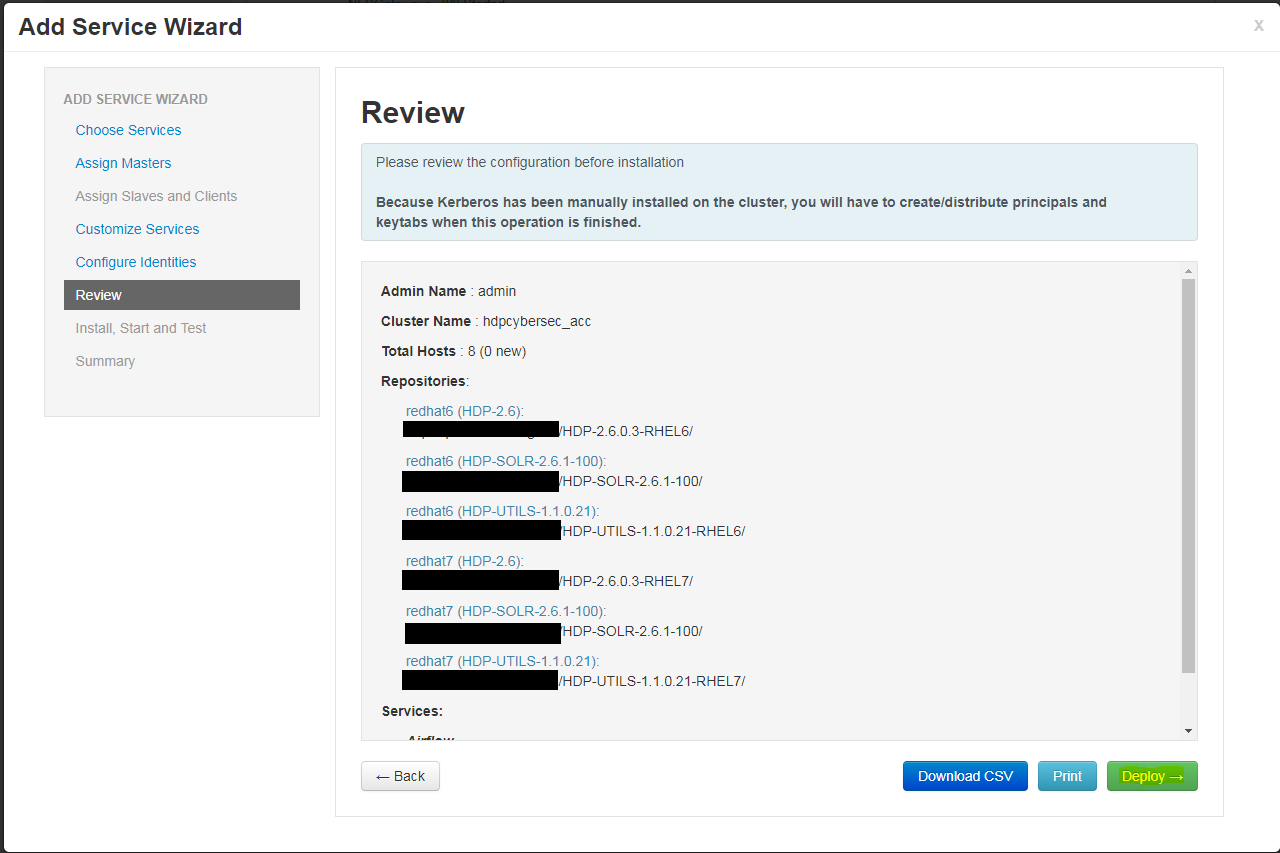 Add Service Wizard
x
ADD SERVICE WIZARD
Choose Services
Assign Masters
Assign Slaves and Clients
Customize Services
Configure Identities
Review
Install, Start and Test
Summary
Review
Please review the configuration before installation
Because Kerberos has been manually installed on the cluster, you will have to create/distribute principals and
keytabs when this operation is finished.
Admin Name : admin
Cluster Name : hdpcybersec_acc
Total Hosts : 8 (0 new)
Repositories:
redhat6 (HDP-2.6):
/HDP-2.6.0.3-RHEL6/
redhat6 (HDP-SOLR-2.6.1-100):
/HDP-SOLR-2.6.1-100/
redhat6 (HDP-UTILS-1.1.0.21):
/HDP-UTILS-1.1.0.21-RHEL6/
redhat7 (HDP-2.6):
/HDP-2.6.0.3-RHEL7/
redhat7 (HDP-SOLR-2.6.1-100):
/HDP-SOLR-2.6.1-100/
redhat7 (HDP-UTILS-1.1.0.21):
/HDP-UTILS-1.1.0.21-RHEL7/
Services:
Airflow
← Back
Download CSV
Print
Deploy →